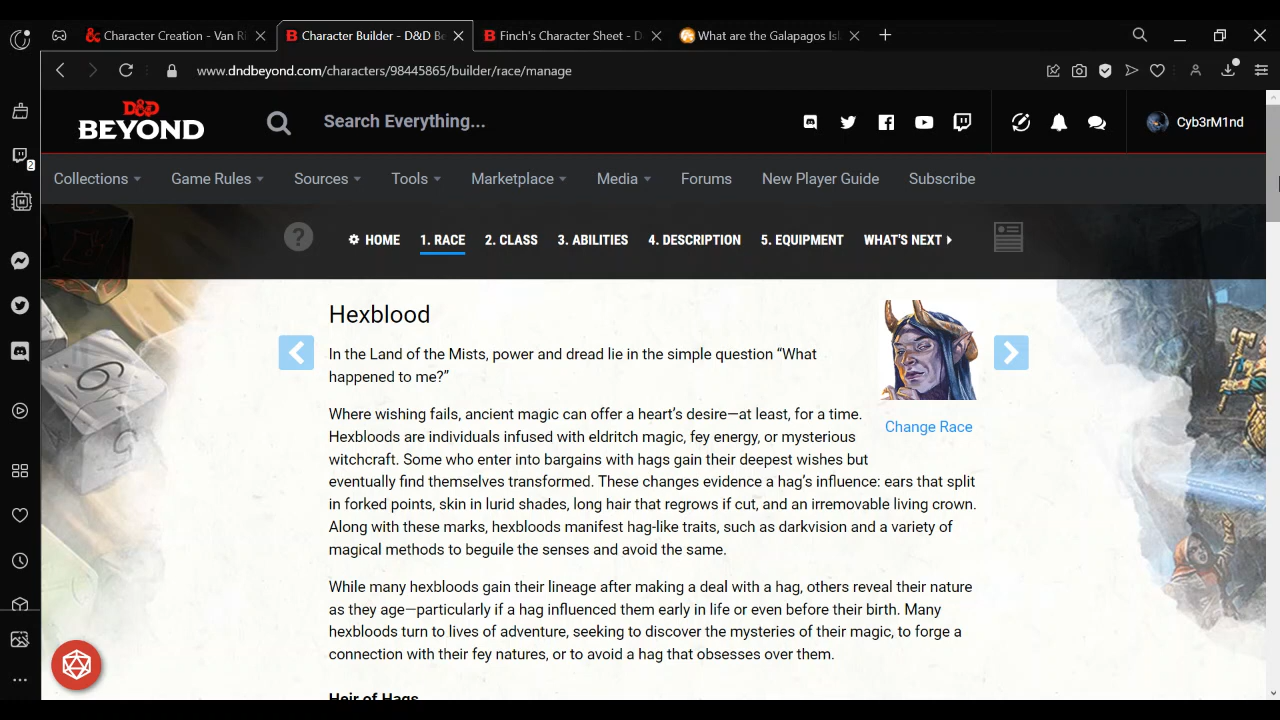 Character Creation - Van Ri
Character Builder - D&D Be
Finch's Character Sheet - D
What are the Galapagos Isl
www.dndbeyond.com/characters/98445865/builder/race/manage
D&D
BEYOND
Search Everything...
Cyb3rM1nd
2
Collections
Game Rules
Sources
Tools
Marketplace
Media
Forums
New Player Guide
Subscribe
?
HOME
1. RACE
2. CLASS
3. ABILITIES
4. DESCRIPTION
5. EQUIPMENT
WHAT'S NEXT
Hexblood
In the Land of the Mists, power and dread lie in the simple question “What
happened to me?”
Where wishing fails, ancient magic can offer a heart’s desire—at least, for a time.
Hexbloods are individuals infused with eldritch magic, fey energy, or mysterious
witchcraft. Some who enter into bargains with hags gain their deepest wishes but
eventually find themselves transformed. These changes evidence a hag’s influence: ears that split
in forked points, skin in lurid shades, long hair that regrows if cut, and an irremovable living crown.
Along with these marks, hexbloods manifest hag-like traits, such as darkvision and a variety of
magical methods to beguile the senses and avoid the same.
Change Race
While many hexbloods gain their lineage after making a deal with a hag, others reveal their nature
as they age—particularly if a hag influenced them early in life or even before their birth. Many
hexbloods turn to lives of adventure, seeking to discover the mysteries of their magic, to forge a
connection with their fey natures, or to avoid a hag that obsesses over them.
Heir of Hags